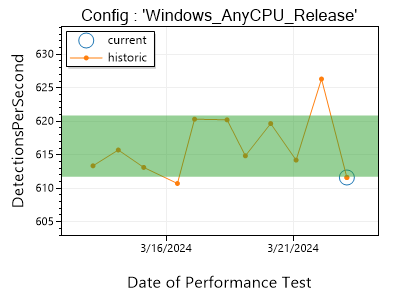 Config : 'Windows_AnyCPU_Release'
current
historic
DetectionsPerSecond
630
625
620
615
610
605
3/16/2024
3/21/2024
Date of Performance Test